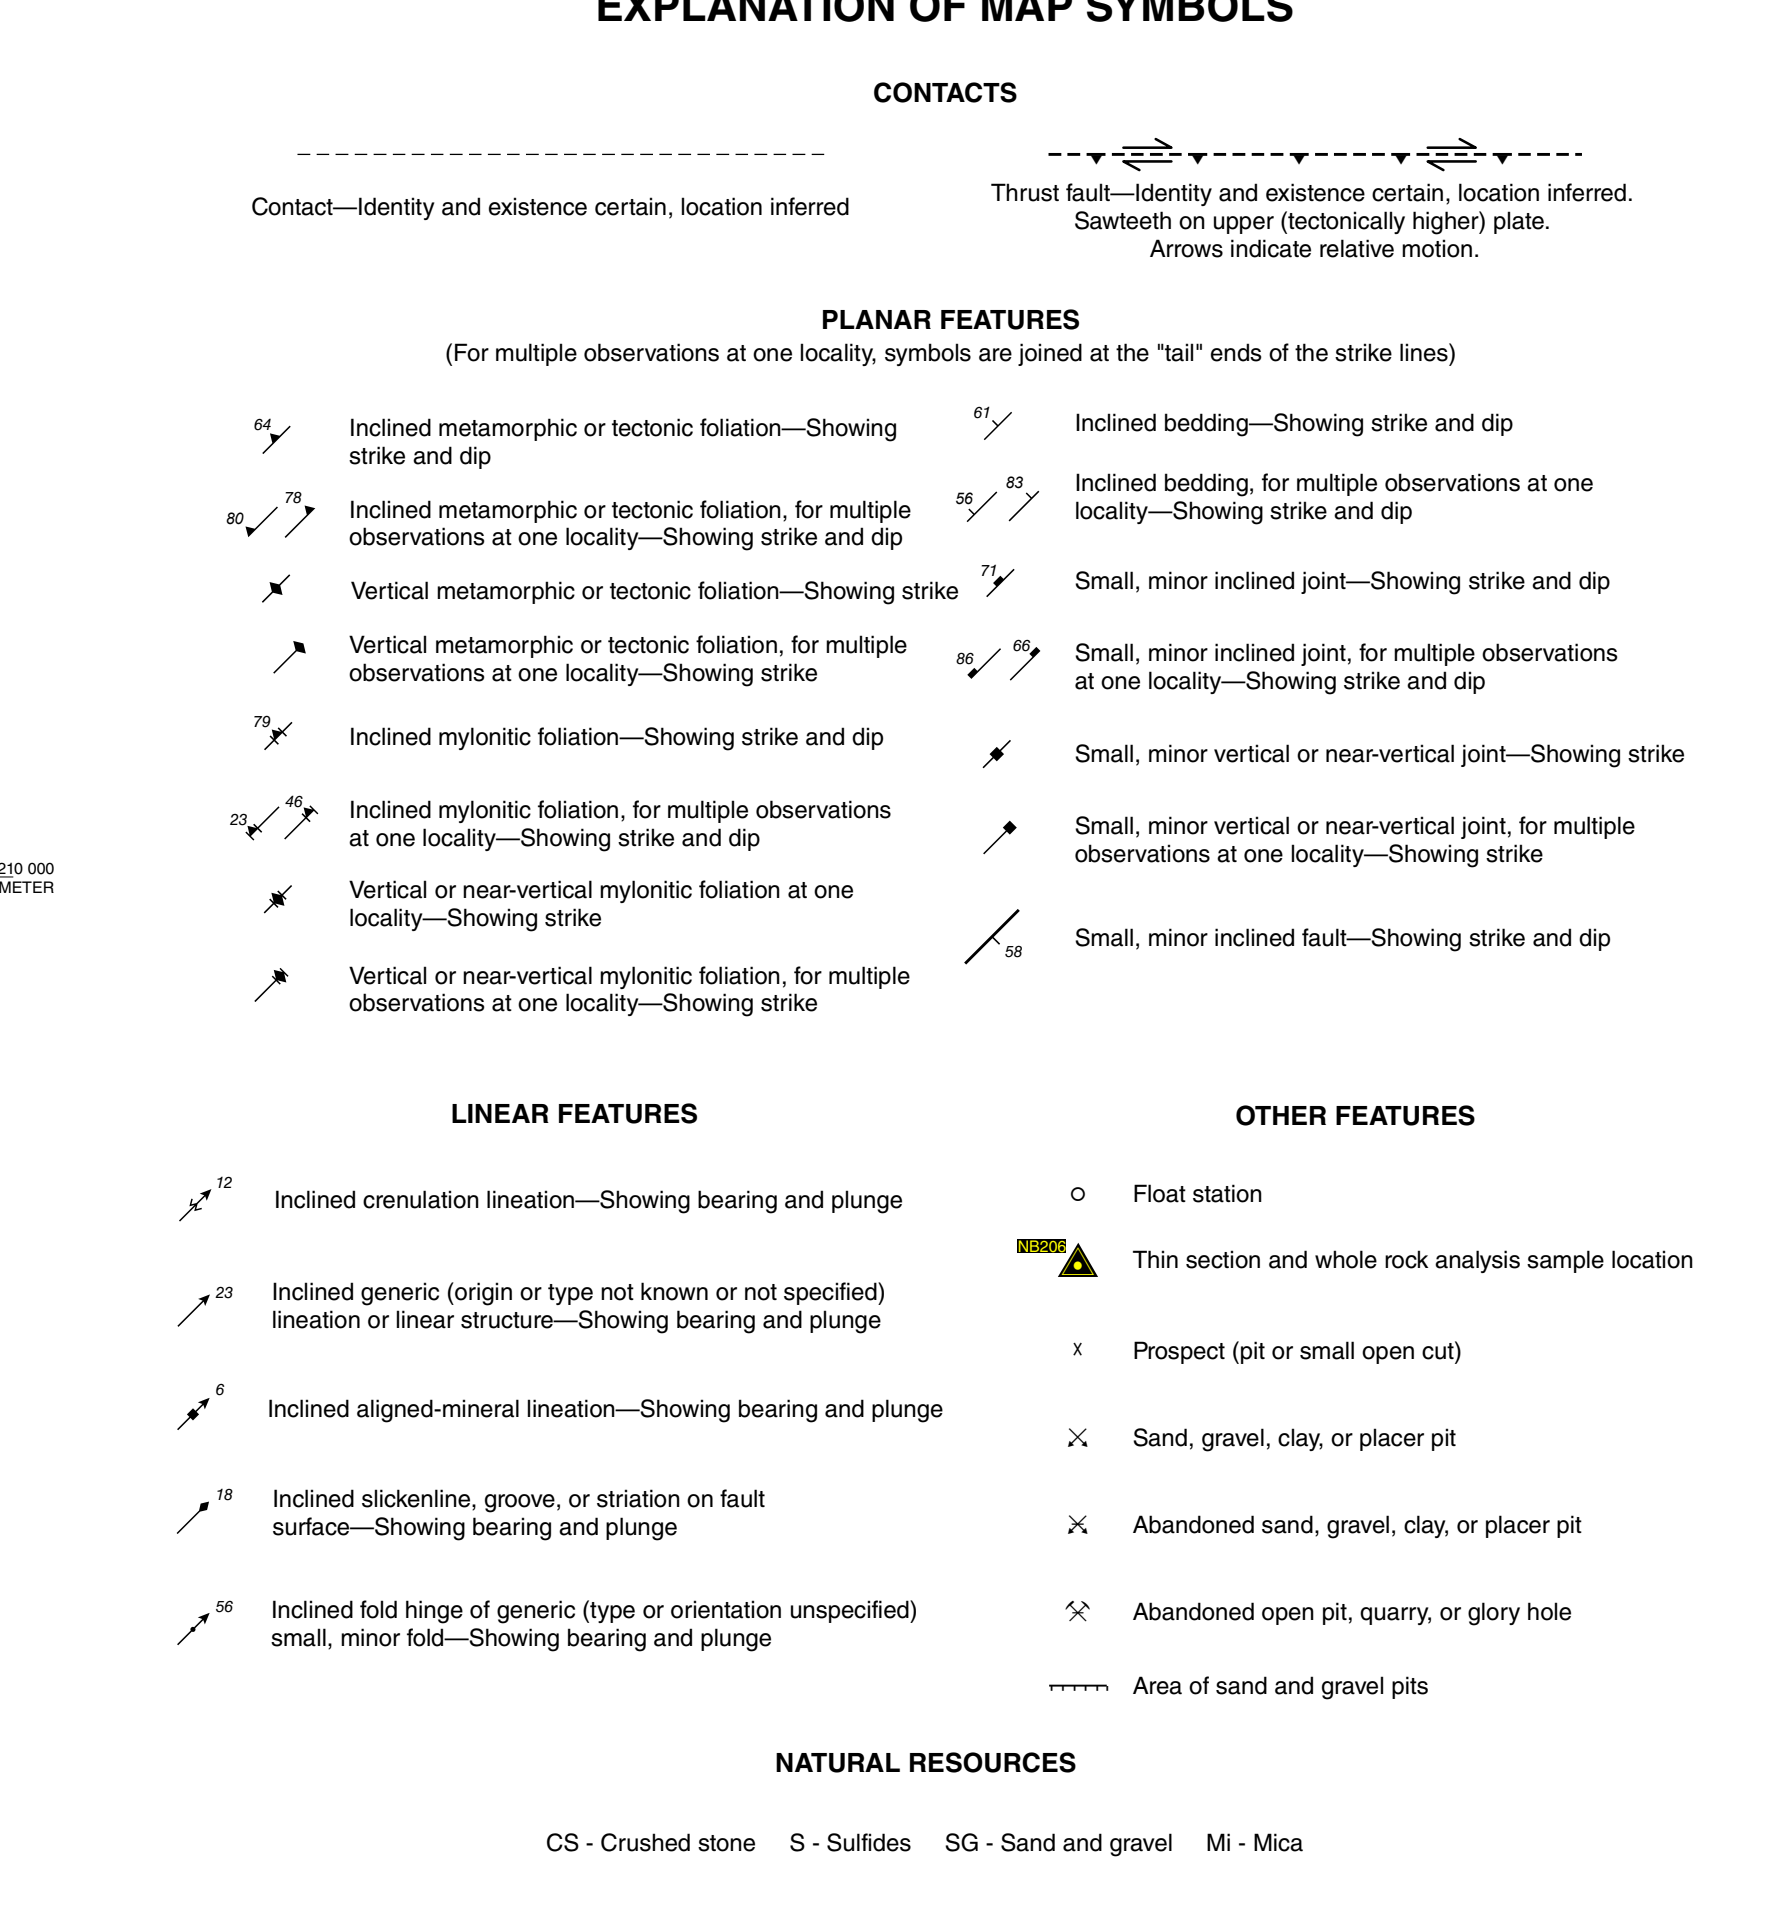 EXPLANATION OF MAP SYMBOLS
CONTACTS
Contact—Identity and existence certain, location inferred
Thrust fault—Identity and existence certain, location inferred.
Sawteeth on upper (tectonically higher) plate.
Arrows indicate relative motion.
PLANAR FEATURES
(For multiple observations at one locality, symbols are joined at the "tail" ends of the strike lines)
64
Inclined metamorphic or tectonic foliation—Showing
strike and dip
80 78
Inclined metamorphic or tectonic foliation, for multiple
observations at one locality—Showing strike and dip
Vertical metamorphic or tectonic foliation—Showing strike
Vertical metamorphic or tectonic foliation, for multiple
observations at one locality—Showing strike
79
Inclined mylonitic foliation—Showing strike and dip
23 46
Inclined mylonitic foliation, for multiple observations
at one locality—Showing strike and dip
Vertical or near-vertical mylonitic foliation at one
locality—Showing strike
Vertical or near-vertical mylonitic foliation, for multiple
observations at one locality—Showing strike
61
Inclined bedding—Showing strike and dip
56 83
Inclined bedding, for multiple observations at one
locality—Showing strike and dip
71
Small, minor inclined joint—Showing strike and dip
86 66
Small, minor inclined joint, for multiple observations
at one locality—Showing strike and dip
Small, minor vertical or near-vertical joint—Showing strike
Small, minor vertical or near-vertical joint, for multiple
observations at one locality—Showing strike
58
Small, minor inclined fault—Showing strike and dip
210 000
METER
LINEAR FEATURES
12
Inclined crenulation lineation—Showing bearing and plunge
23
Inclined generic (origin or type not known or not specified)
lineation or linear structure—Showing bearing and plunge
6
Inclined aligned-mineral lineation—Showing bearing and plunge
18
Inclined slickenline, groove, or striation on fault
surface—Showing bearing and plunge
56
Inclined fold hinge of generic (type or orientation unspecified)
small, minor fold—Showing bearing and plunge
OTHER FEATURES
Float station
NB206
Thin section and whole rock analysis sample location
Prospect (pit or small open cut)
Sand, gravel, clay, or placer pit
Abandoned sand, gravel, clay, or placer pit
Abandoned open pit, quarry, or glory hole
Area of sand and gravel pits
NATURAL RESOURCES
CS - Crushed stone S - Sulfides SG - Sand and gravel Mi - Mica